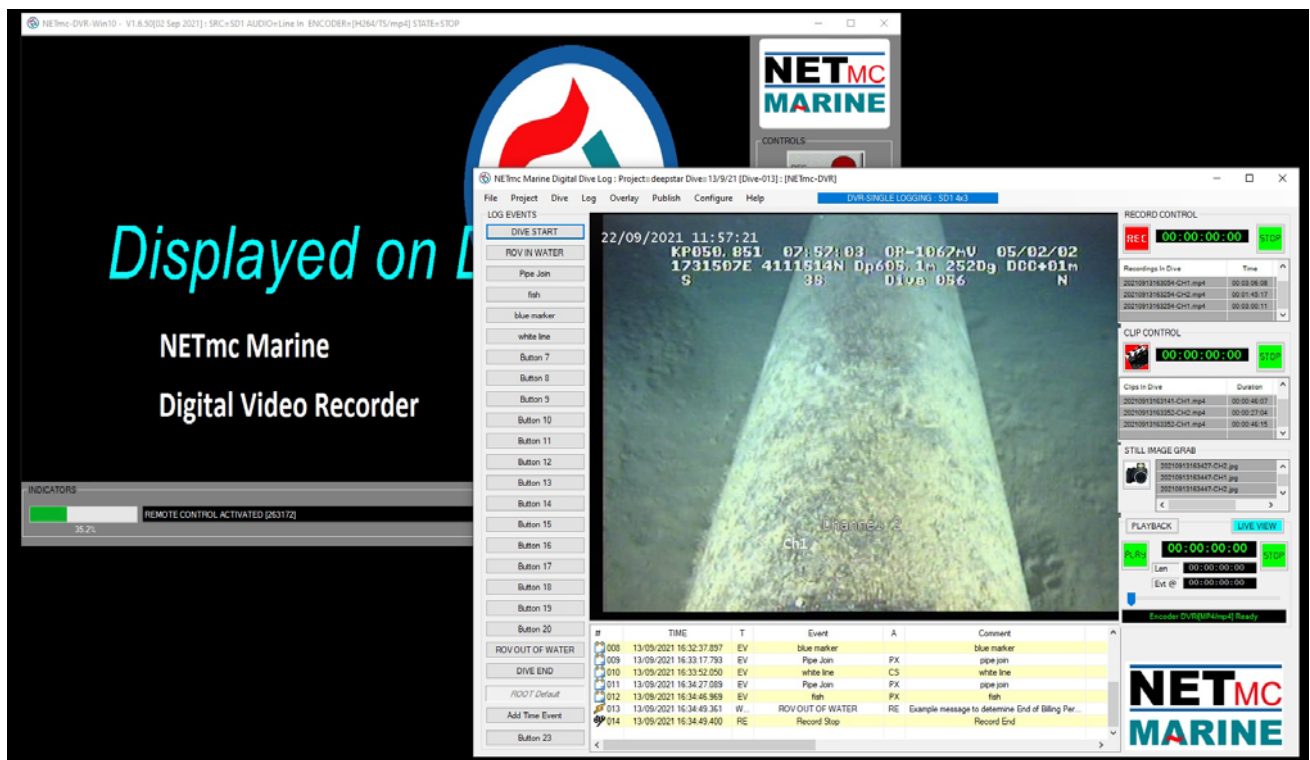 NETmc-DVR-Win10 - V1.6.50[02 Sep 2021] : SRC=SD1 AUDIO=Line In ENCODER=[H264/TS/mp4] STATE=STOP
NETMC
MARINE
CONTROLS
REC
Displayed on D
NETmc Marine
Digital Video Recorder
INDICATORS
REMOTE CONTROL ACTIVATED [263172]
35.2%
NETmc Marine Digital Dive Log : Project= deepstar Dive= 13/9/21 [Dive-013] : [NETmc-DVR]
File Project Dive Log Overlay Publish Configure Help
DVR-SINGLE LOGGING : SD1 4x3
LOG EVENTS
DIVE START
ROV IN WATER
Pipe Join
fish
blue marker
white line
Button 7
Button 8
Button 9
Button 10
Button 11
Button 12
Button 13
Button 14
Button 15
Button 16
Button 17
Button 18
Button 19
Button 20
ROV OUT OF WATER
DIVE END
ROOT Default
Add Time Event
Button 23
22/09/2021 11:57:21
KP050.851 07:57:03 OP-1067mV 05/02/02
1731507E 4111514N Dp605.1m 252Dg DCC+01m
S 35 Dive 056 N
Channel 2
Ch1
# TIME T Event A Comment
008 13/09/2021 16:32:37.897 EV blue marker blue marker
009 13/09/2021 16:33:17.793 EV Pipe Join PX pipe join
010 13/09/2021 16:33:52.050 EV white line CS white line
011 13/09/2021 16:34:27.089 EV Pipe Join PX pipe join
012 13/09/2021 16:34:46.969 EV fish PX fish
013 13/09/2021 16:34:49.361 W... ROV OUT OF WATER RE Example message to determine End of Billing Per...
014 13/09/2021 16:34:49.400 RE Record Stop Record End
RECORD CONTROL
REC 00:00:00:00 STOP
Recordings In Dive Time
20210913163054-CH1.mp4 00:03:06:08
20210913163234-CH2.mp4 00:01:45:17
20210913163254-CH1.mp4 00:03:00:11
CLIP CONTROL
00:00:00:00 STOP
Clips In Dive Duration
20210913163141-CH1.mp4 00:00:46:07
20210913163352-CH2.mp4 00:00:27:04
20210913163352-CH1.mp4 00:00:46:15
STILL IMAGE GRAB
20210913163427-CH2.jpg
20210913163447-CH1.jpg
20210913163447-CH2.jpg
PLAYBACK LIVE VIEW
PLAY 00:00:00:00 STOP
Len 00:00:00:00
Evt @ 00:00:00:00
Encoder DVR[MP4/mp4] Ready
NETMC
MARINE